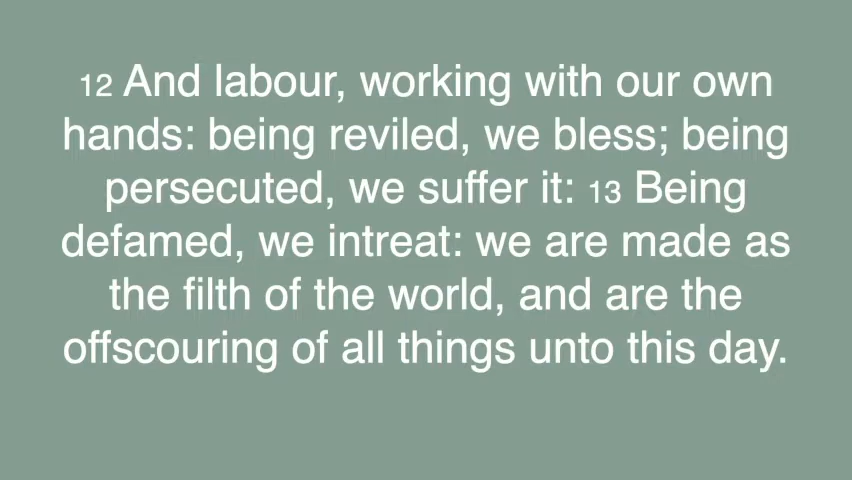 12 And labour, working with our own
hands: being reviled, we bless; being
persecuted, we suffer it: 13 Being
defamed, we intreat: we are made as
the filth of the world, and are the
offscouring of all things unto this day.